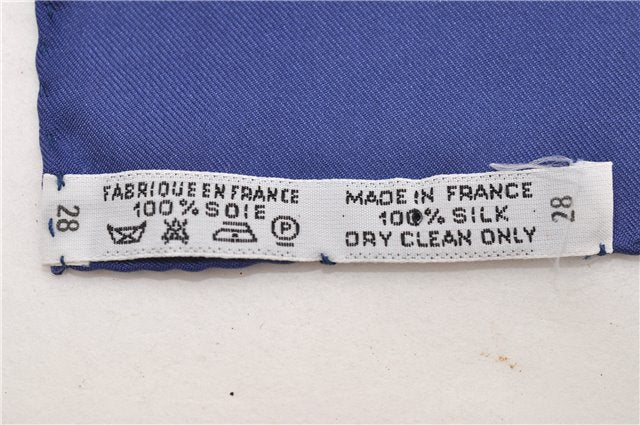 28
FABRIQUE EN FRANCE
100% SOIE
P
MADE IN FRANCE
100% SILK
DRY CLEAN ONLY
28